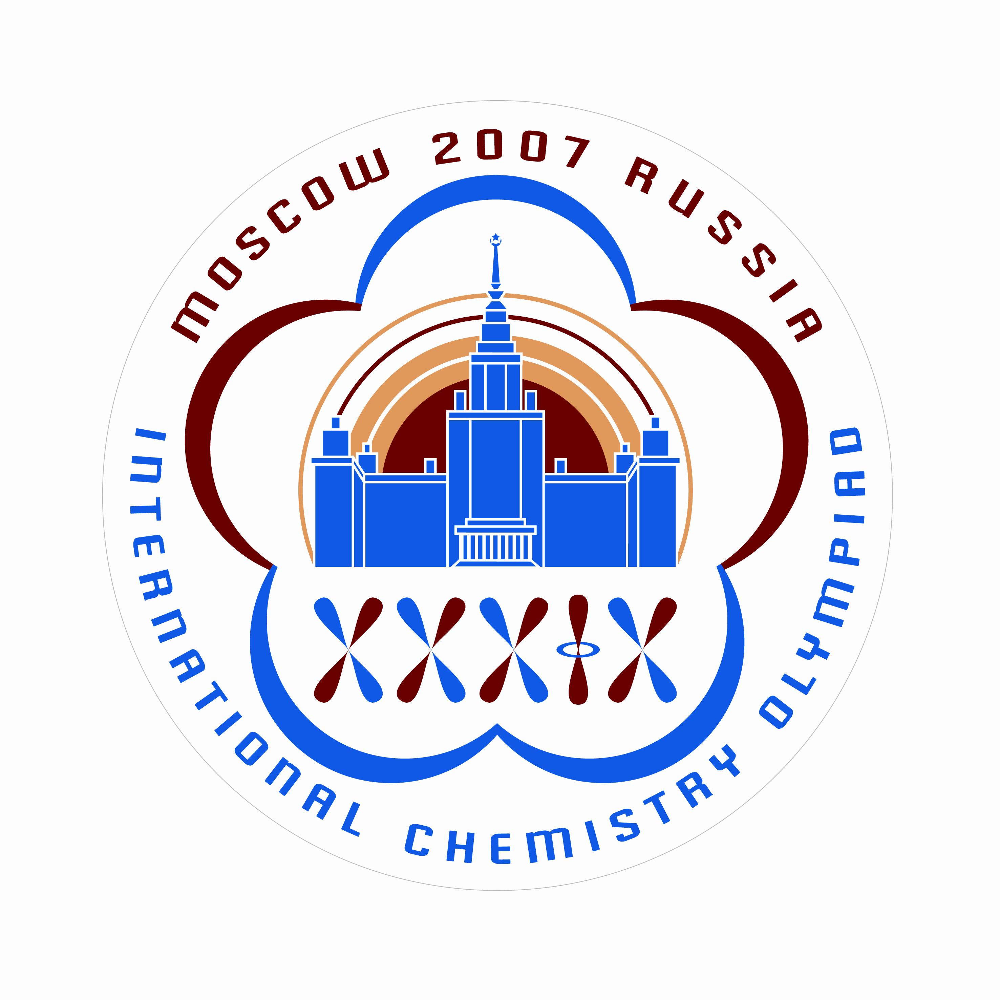 MOSCOW 2007 RUSSIA
XXXIX
INTERNATIONAL CHEMISTRY OLYMPIAD